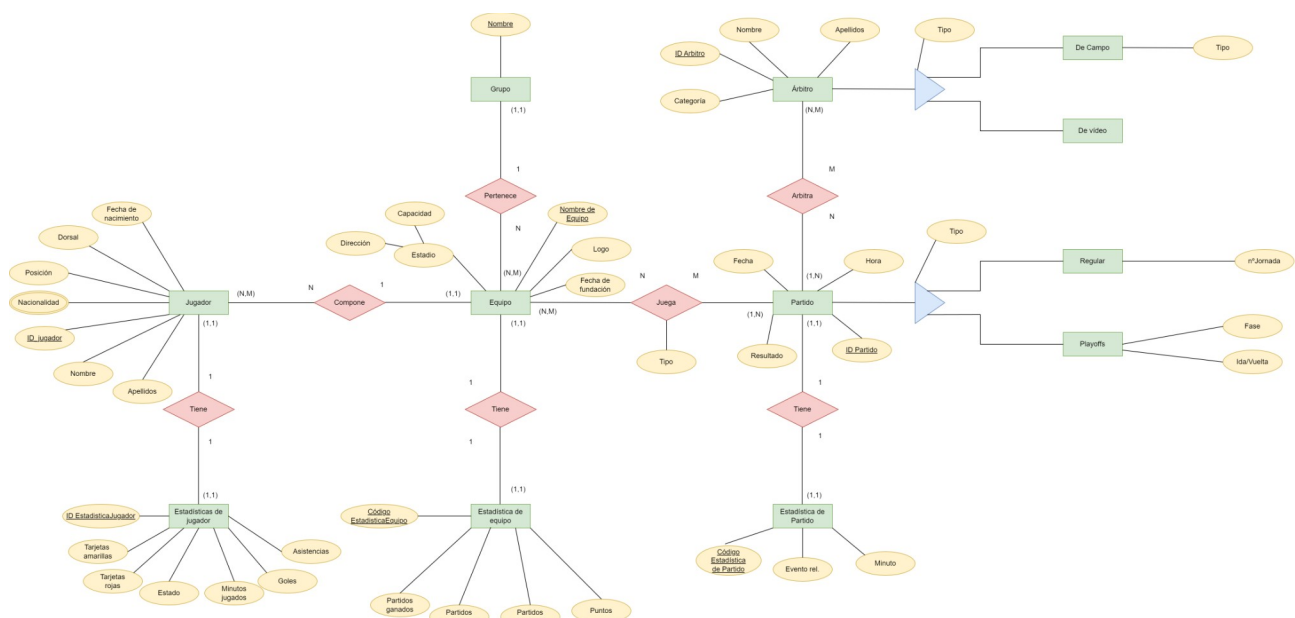 Nombre
Grupo
(1,1)
1
Pertenece
N
(N,M)
Nombre
Apellidos
Tipo
ID Arbitro
Categoría
Árbitro
(N,M)
De Campo
Tipo
De vídeo
M
Arbitra
N
(1,N)
Fecha de
nacimiento
Dorsal
Posición
Nacionalidad
ID_jugador
Nombre
Apellidos
Jugador
(N,M)
(1,1)
N
Compone
1
(1,1)
Capacidad
Dirección
Estadio
Nombre de
Equipo
Logo
Fecha de
fundación
Equipo
(N,M)
(1,1)
N
M
Juega
Tipo
(1,N)
Fecha
Hora
Partido
(1,1)
Resultado
ID Partido
Tipo
Regular
nºJornada
Playoffs
Fase
Ida/Vuelta
1
Tiene
1
(1,1)
1
Tiene
1
(1,1)
1
Tiene
1
(1,1)
ID EstadísticaJugador
Estadísticas de
jugador
Tarjetas
amarillas
Tarjetas
rojas
Estado
Minutos
jugados
Goles
Asistencias
Código
EstadísticaEquipo
Estadística de
equipo
Partidos
ganados
Partidos
Partidos
Puntos
Estadística de
Partido
Código
Estadística
de Partido
Evento rel.
Minuto